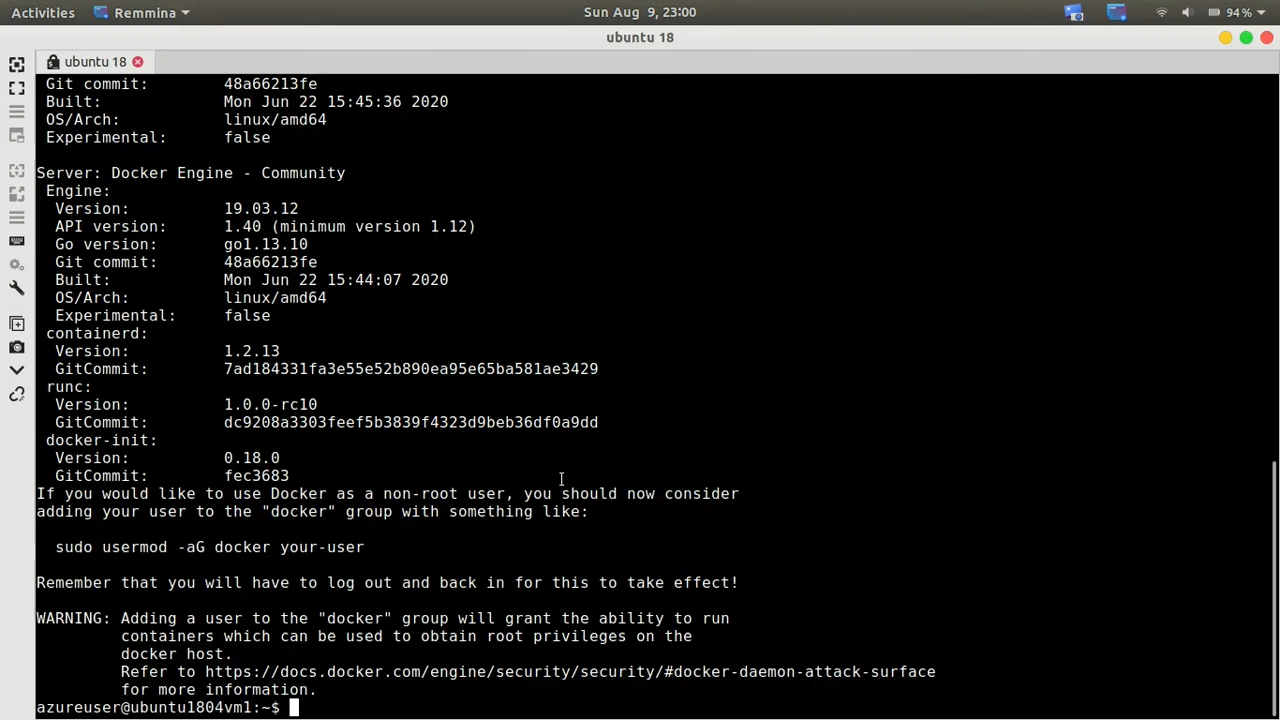 Activities Remmina Sun Aug 9, 23:00 94%
ubuntu 18
ubuntu 18
Git commit: 48a66213fe
Built: Mon Jun 22 15:45:36 2020
OS/Arch: linux/amd64
Experimental: false
Server: Docker Engine - Community
Engine:
Version: 19.03.12
API version: 1.40 (minimum version 1.12)
Go version: go1.13.10
Git commit: 48a66213fe
Built: Mon Jun 22 15:44:07 2020
OS/Arch: linux/amd64
Experimental: false
containerd:
Version: 1.2.13
GitCommit: 7ad184331fa3e55e52b890ea95e65ba581ae3429
runc:
Version: 1.0.0-rc10
GitCommit: dc9208a3303feef5b3839f4323d9beb36df0a9dd
docker-init:
Version: 0.18.0
GitCommit: fec3683
If you would like to use Docker as a non-root user, you should now consider
adding your user to the "docker" group with something like:
sudo usermod -aG docker your-user
Remember that you will have to log out and back in for this to take effect!
WARNING: Adding a user to the "docker" group will grant the ability to run
containers which can be used to obtain root privileges on the
docker host.
Refer to https://docs.docker.com/engine/security/security/#docker-daemon-attack-surface
for more information.
azureuser@ubuntu1804vm1:~$